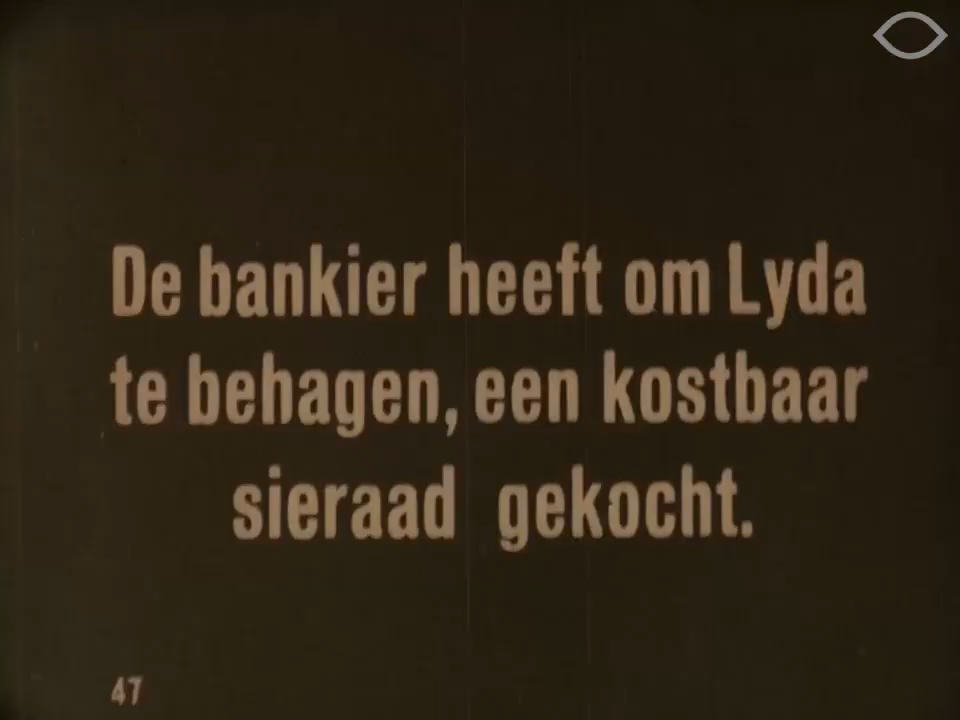 De bankier heeft om Lyda
te behagen, een kostbaar
sieraad gekocht.
47